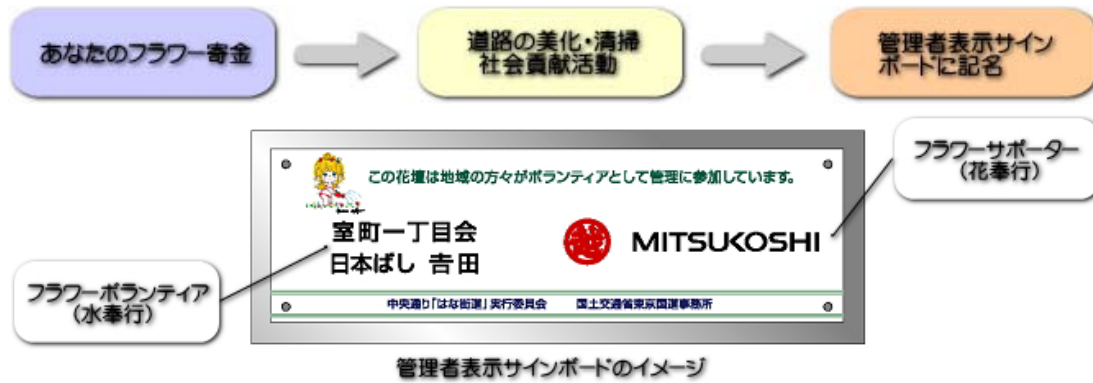 あなたのフラワー寄金
道路の美化・清掃
社会貢献活動
管理者表示サイン
ボードに記名
この花壇は地域の方々がボランティアとして管理に参加しています。
室町一丁目会
日本ばし 𠮷田
MITSUKOSHI
中央通り「はな街道」実行委員会 国土交通省東京国道事務所
フラワーサポーター
(花奉行)
フラワーボランティア
(水奉行)
管理者表示サインボードのイメージ